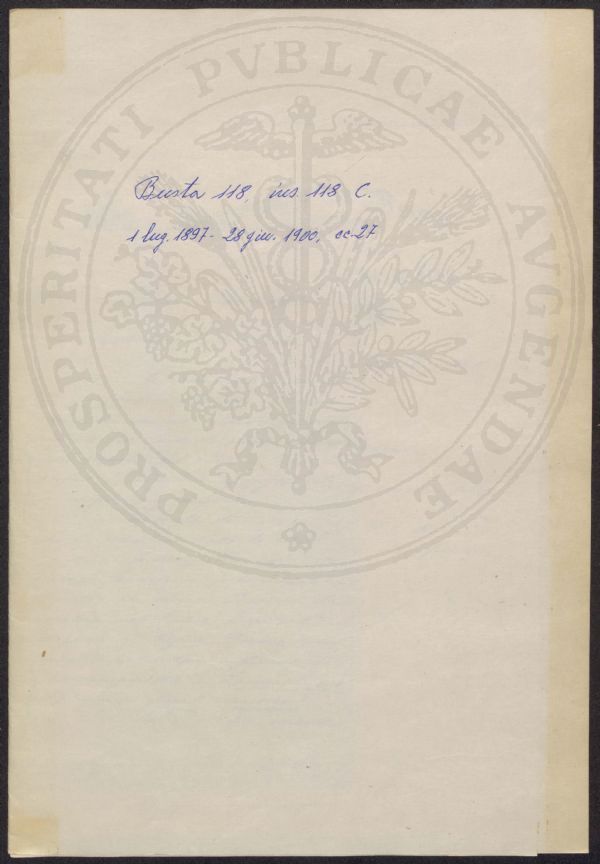 PROSPERITATI PVBLICAE AVGENDAE
Busta 118, ins. 118 C.
1 lug. 1897 - 28 giu. 1900, cc. 27